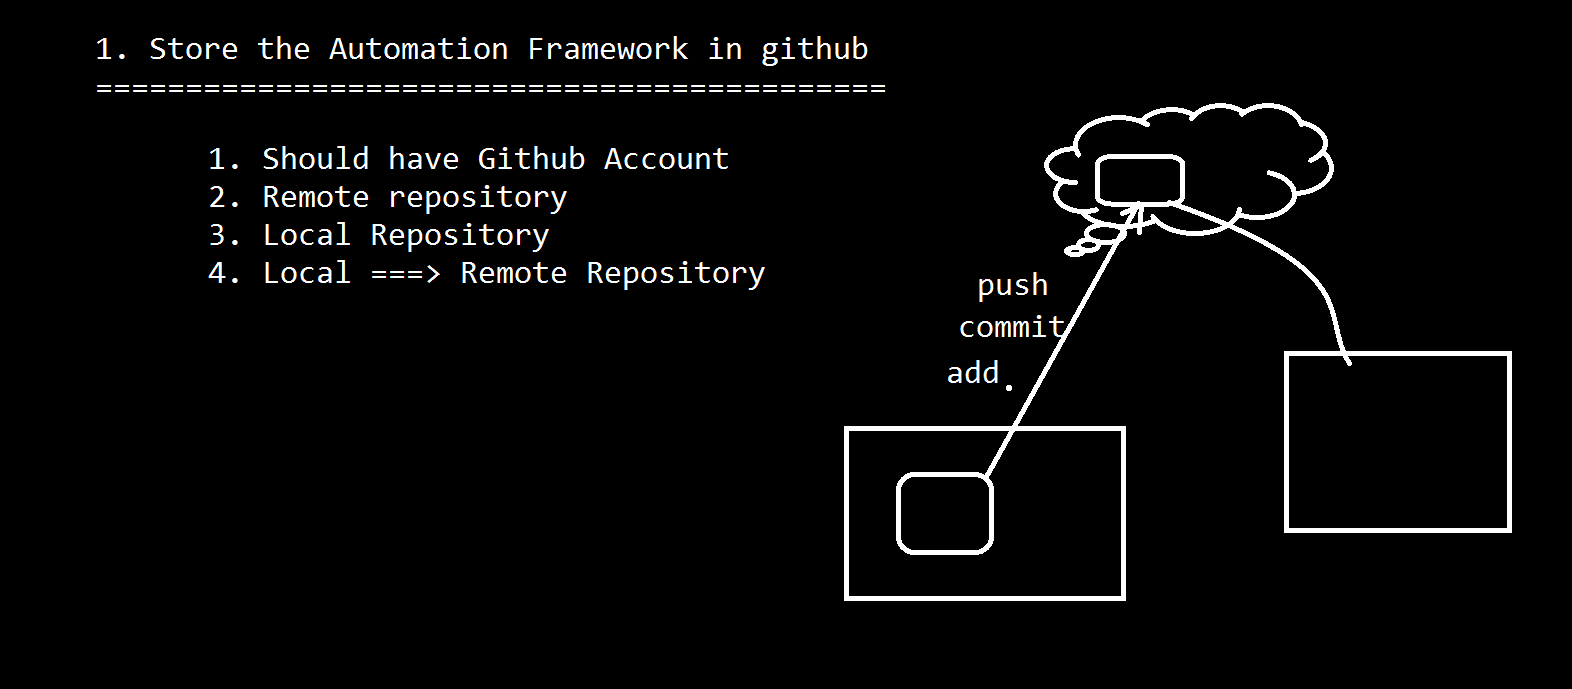 1. Store the Automation Framework in github
============================================
1. Should have Github Account
2. Remote repository
3. Local Repository
4. Local ===> Remote Repository
push
commit
add .